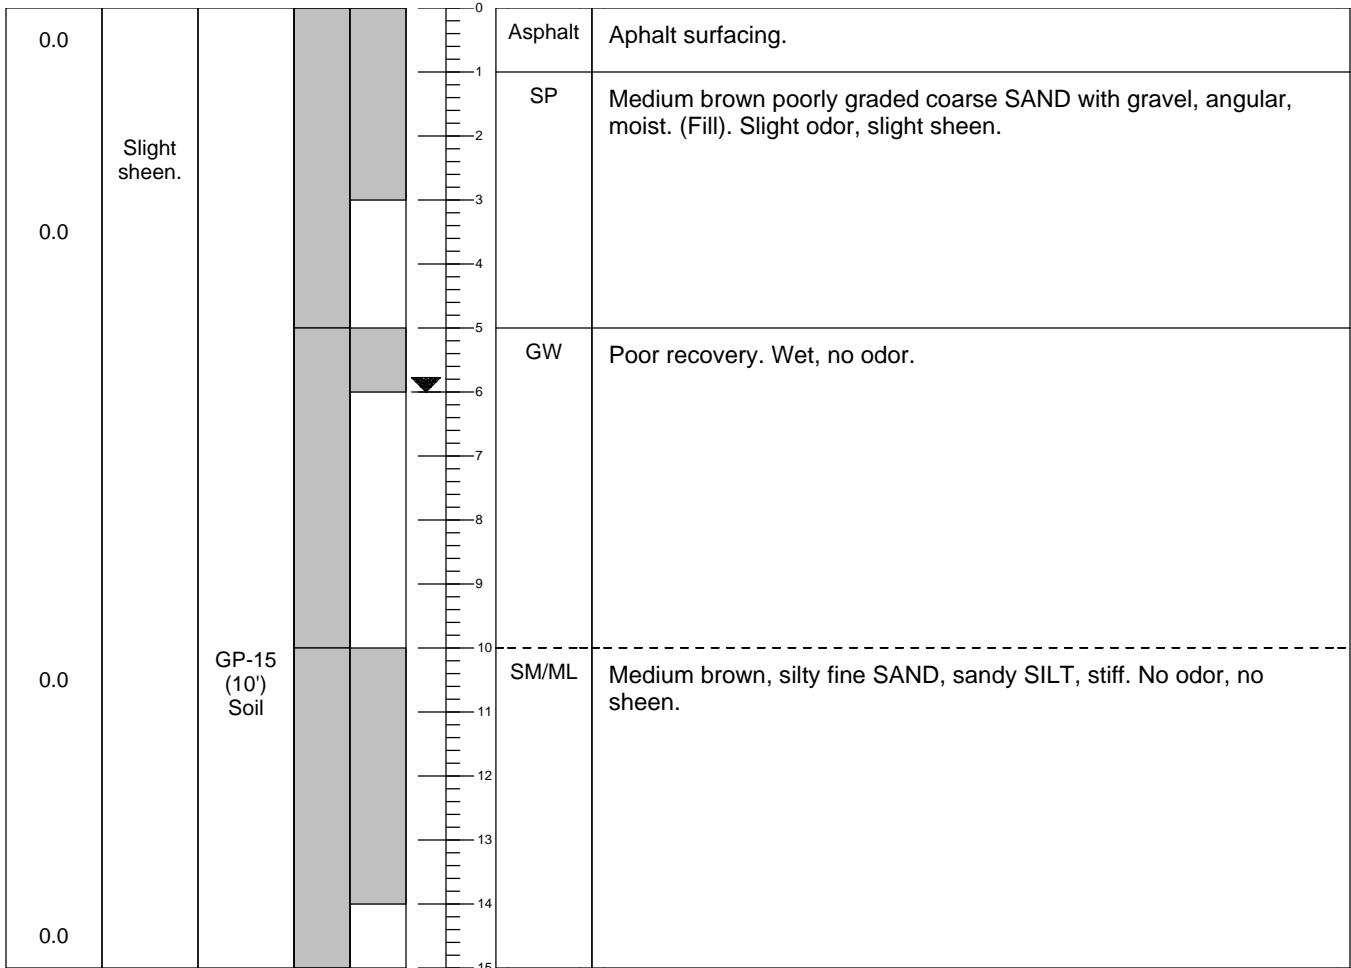 0
0.0
Asphalt
Aphalt surfacing.
1
SP
Medium brown poorly graded coarse SAND with gravel, angular,
moist. (Fill). Slight odor, slight sheen.
2
Slight
sheen.
3
0.0
4
5
GW
Poor recovery. Wet, no odor.
6
7
8
9
10
GP-15
(10')
Soil
0.0
SM/ML
Medium brown, silty fine SAND, sandy SILT, stiff. No odor, no
sheen.
11
12
13
14
0.0
15